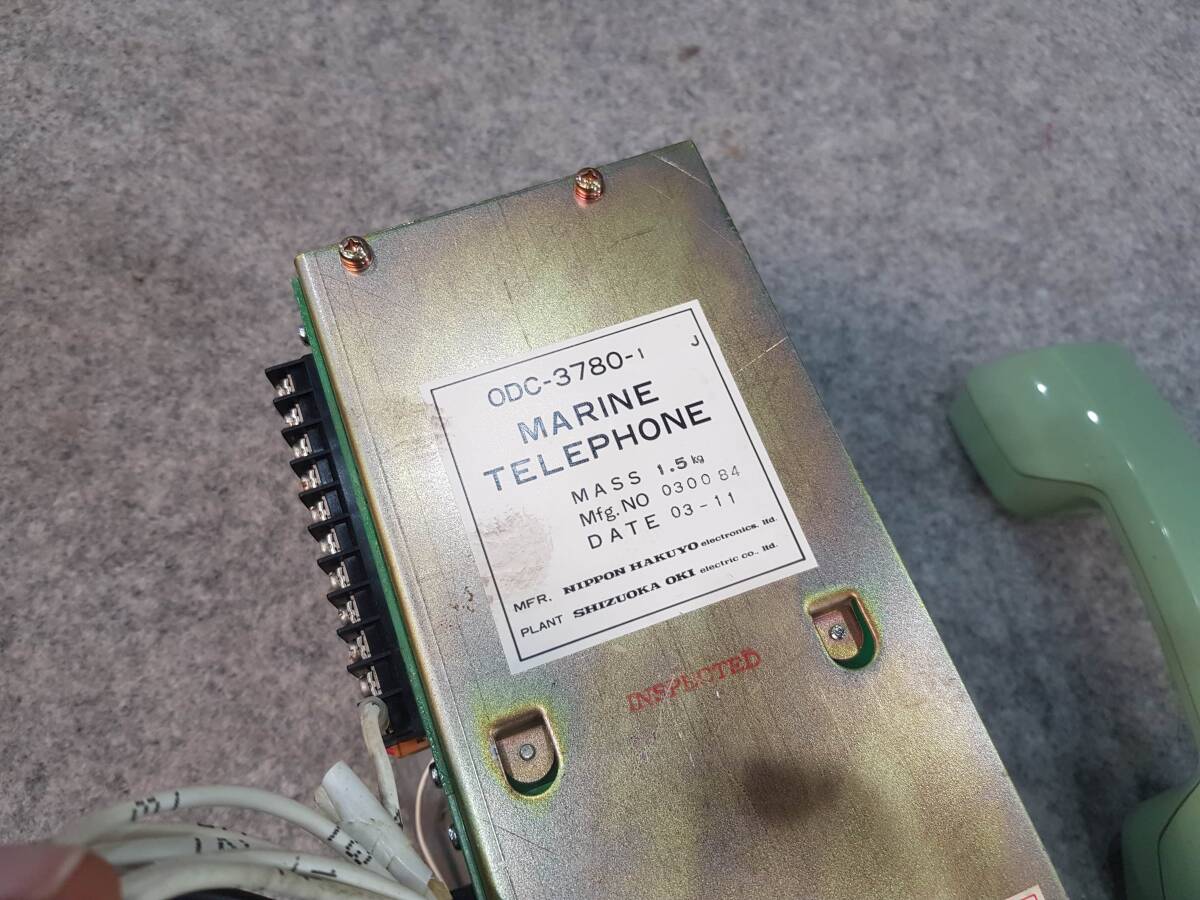 ODC-3780-1 J
MARINE
TELEPHONE
MASS 1.5 kg
Mfg. NO 030084
DATE 03-11
MFR. NIPPON HAKUYO electronics, ltd.
PLANT SHIZUOKA OKI electric co., ltd.
INSPECTED